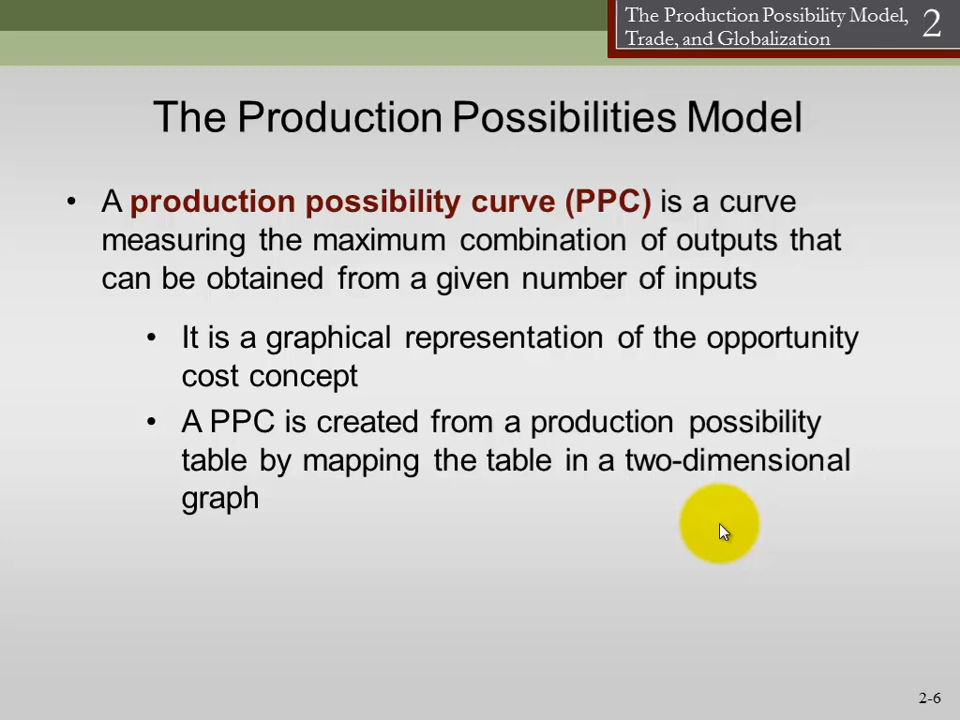 The Production Possibility Model,
Trade, and Globalization
2
The Production Possibilities Model
• A production possibility curve (PPC) is a curve
measuring the maximum combination of outputs that
can be obtained from a given number of inputs
• It is a graphical representation of the opportunity
cost concept
• A PPC is created from a production possibility
table by mapping the table in a two-dimensional
graph
2-6